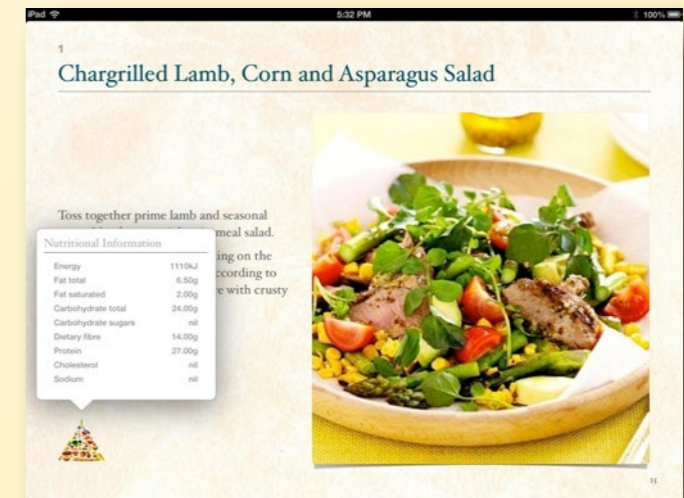 iPad
5:32 PM
100%
1
Chargrilled Lamb, Corn and Asparagus Salad
Toss together prime lamb and seasonal
meal salad.
ing on the
ccording to
with crusty
Nutritional Information
Energy 1110kJ
Fat total 6.50g
Fat saturated 2.00g
Carbohydrate total 24.00g
Carbohydrate sugars nil
Dietary fibre 14.00g
Protein 27.00g
Cholesterol nil
Sodium nil
15